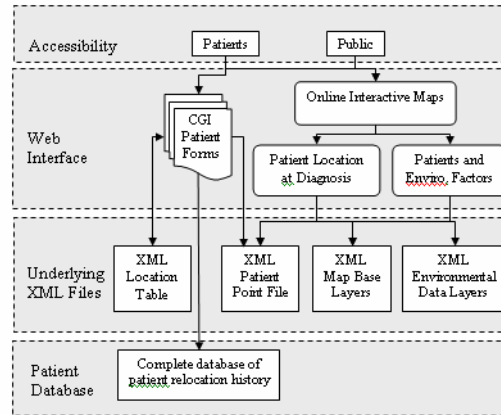 Accessibility
Patients
Public
Web
Interface
CGI
Patient
Forms
Online Interactive Maps
Patient Location
at Diagnosis
Patients and
Enviro. Factors
Underlying
XML Files
XML
Location
Table
XML
Patient
Point File
XML
Map Base
Layers
XML
Environmental
Data Layers
Patient
Database
Complete database of
patient relocation history